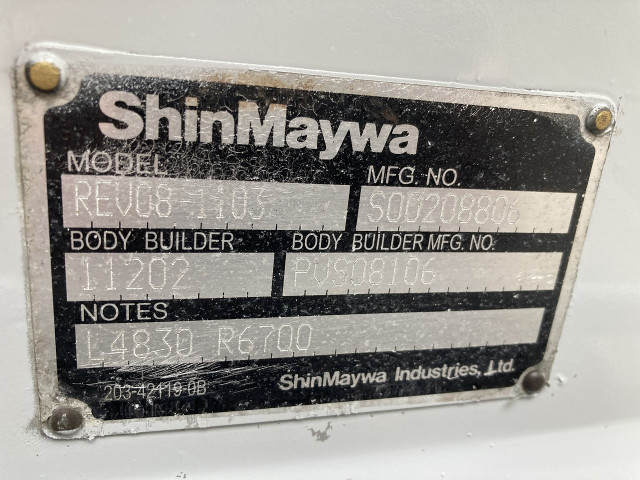 ShinMaywa
MODEL MFG. NO.
REV08-1103 S00208806
BODY BUILDER BODY BUILDER MFG. NO.
11202 PVS08106
NOTES
L4830 R6700
203-42119-0B ShinMaywa Industries, Ltd.